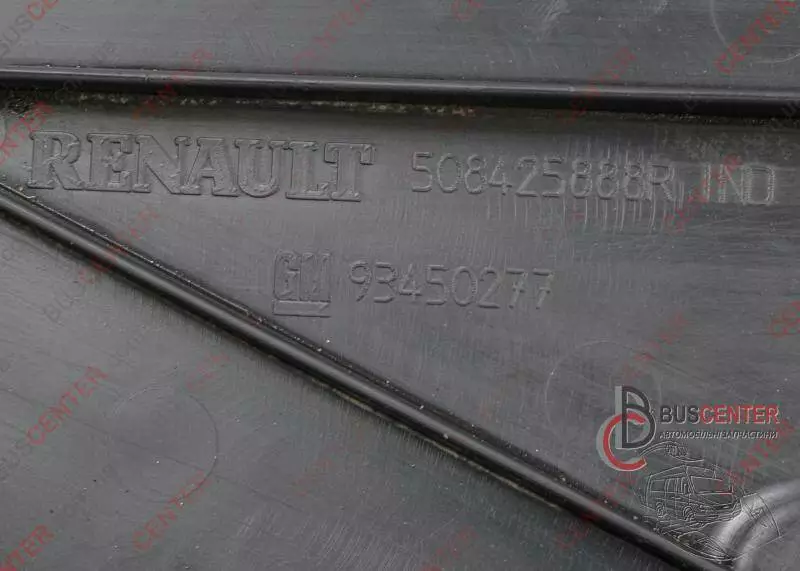 RENAULT 508425888R IND
GM 93450277
BUSCENTER
АВТОМОБІЛЬНІ ЗАПЧАСТИНИ